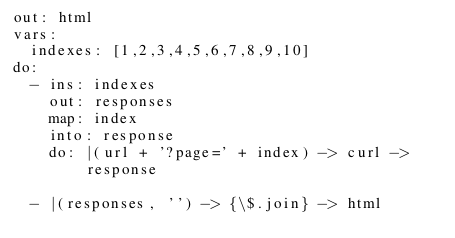 out: html
vars:
  indexes: [1,2,3,4,5,6,7,8,9,10]
do:
  − ins: indexes
    out: responses
    map: index
    into: response
    do: |(url + '?page=' + index) −> curl −>
        response

  − |(responses, '') −> {\$.join} −> html